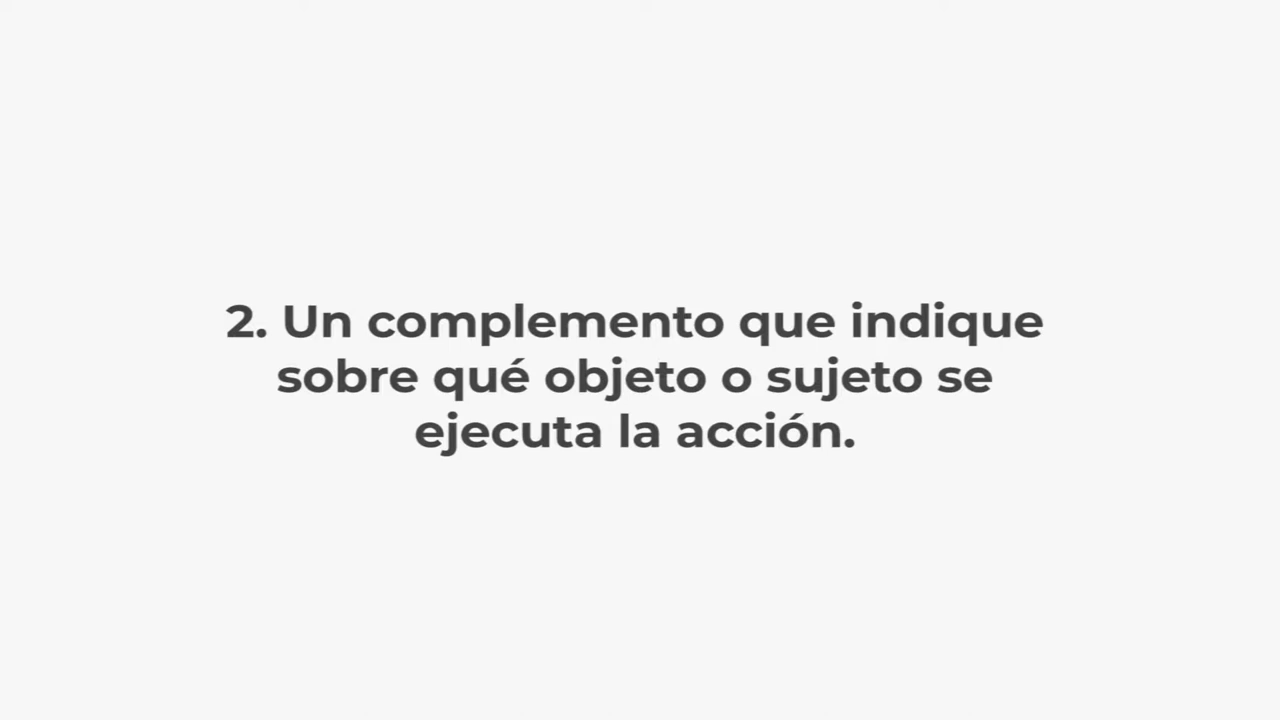 2. Un complemento que indique
sobre qué objeto o sujeto se
ejecuta la acción.